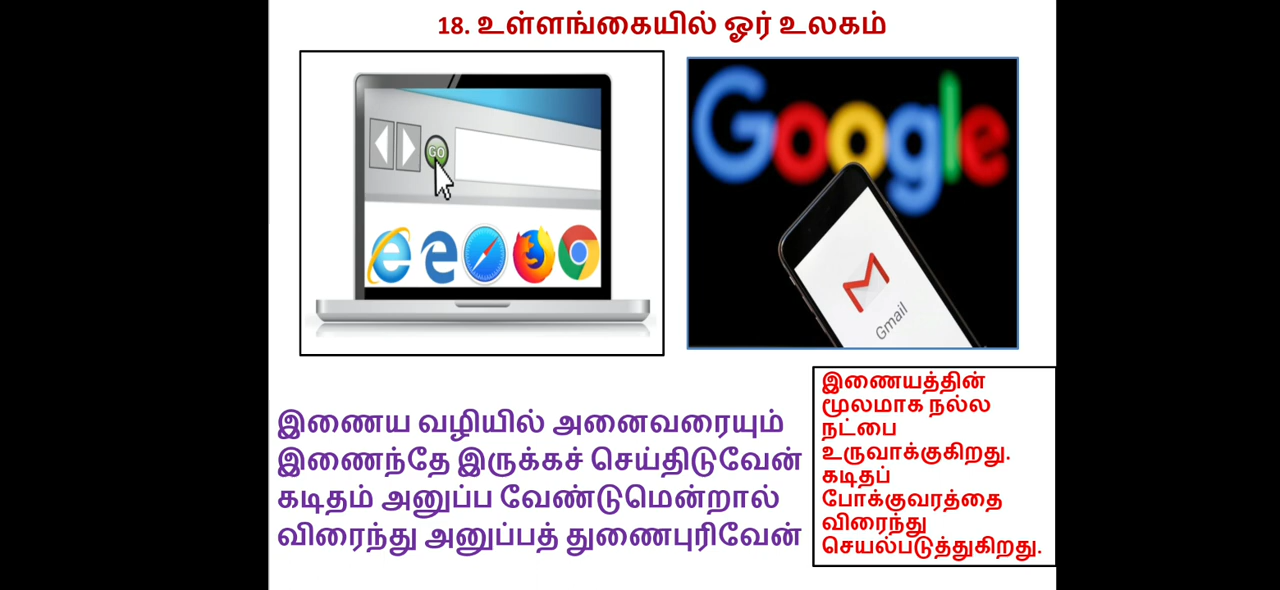 18. உள்ளங்கையில் ஓர் உலகம்
GO
Google
Gmail
இணைய வழியில் அனைவரையும்
இணைந்தே இருக்கச் செய்திடுவேன்
கடிதம் அனுப்ப வேண்டுமென்றால்
விரைந்து அனுப்பத் துணைபுரிவேன்
இணையத்தின்
மூலமாக நல்ல
நட்பை
உருவாக்குகிறது.
கடிதப்
போக்குவரத்தை
விரைந்து
செயல்படுத்துகிறது.